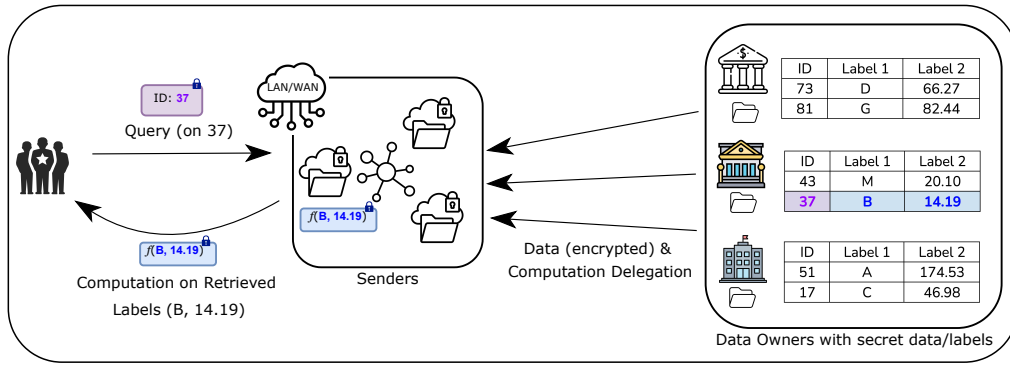 ID: 37
Query (on 37)
LAN/WAN
f(B, 14.19)
Computation on Retrieved
Labels (B, 14.19)
f(B, 14.19)
Senders
Data (encrypted) &
Computation Delegation
ID Label 1 Label 2
73 D 66.27
81 G 82.44
ID Label 1 Label 2
43 M 20.10
37 B 14.19
ID Label 1 Label 2
51 A 174.53
17 C 46.98
Data Owners with secret data/labels